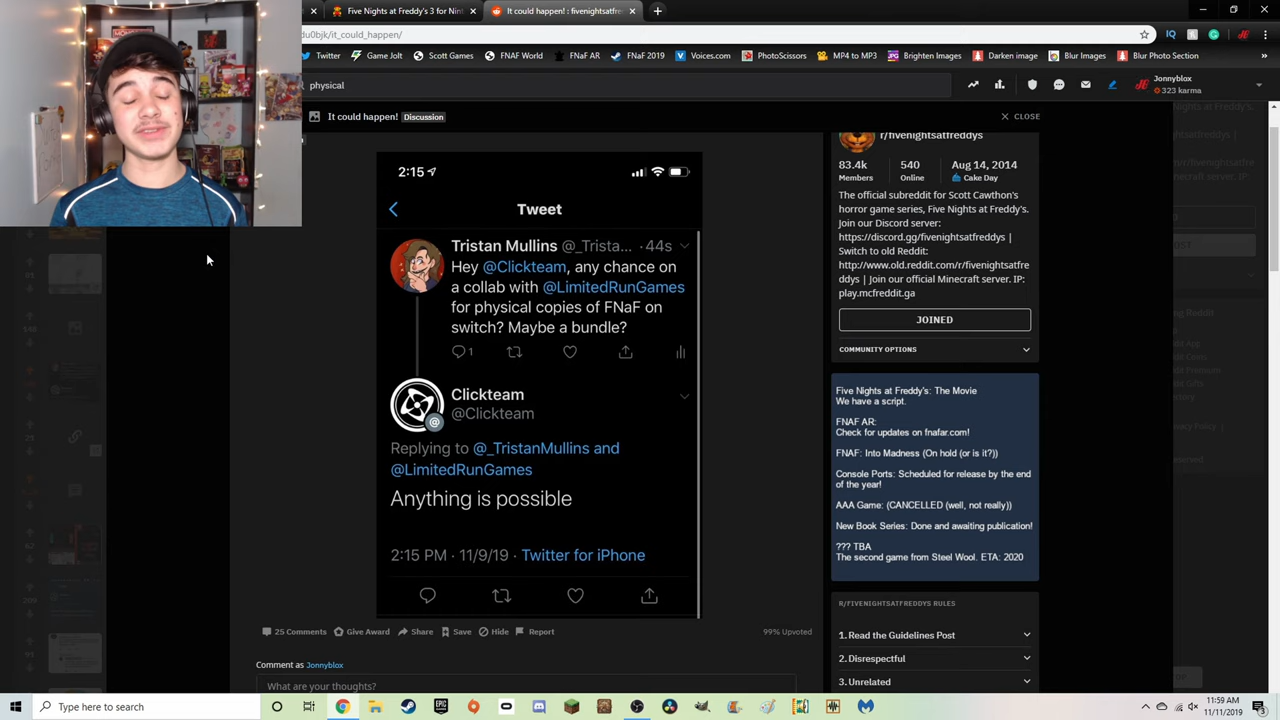 Five Nights at Freddy's 3 for Nint
It could happen! : fivenightsatfre
du0bjk/it_could_happen/
Twitter
Game Jolt
Scott Games
FNAF World
FNaF AR
FNaF 2019
Voices.com
PhotoScissors
MP4 to MP3
Brighten Images
Darken image
Blur Images
Blur Photo Section
physical
Jonnyblox
323 karma
It could happen! Discussion
CLOSE
r/fivenightsatfreddys
83.4k
Members
540
Online
Aug 14, 2014
Cake Day
The official subreddit for Scott Cawthon's
horror game series, Five Nights at Freddy's.
Join our Discord server:
https://discord.gg/fivenightsatfreddys |
Switch to old Reddit:
http://www.old.reddit.com/r/fivenightsatfre
ddys | Join our official Minecraft server. IP:
play.mcfreddit.ga
JOINED
COMMUNITY OPTIONS
2:15
Tweet
Tristan Mullins @_Trista... · 44s
Hey @Clickteam, any chance on
a collab with @LimitedRunGames
for physical copies of FNaF on
switch? Maybe a bundle?
1
Clickteam
@Clickteam
Replying to @_TristanMullins and
@LimitedRunGames
Anything is possible
2:15 PM · 11/9/19 · Twitter for iPhone
Five Nights at Freddy's: The Movie
We have a script.
FNAF AR:
Check for updates on fnafar.com!
FNAF: Into Madness (On hold (or is it?))
Console Ports: Scheduled for release by the end
of the year!
AAA Game: (CANCELLED (well, not really))
New Book Series: Done and awaiting publication!
??? TBA
The second game from Steel Wool. ETA: 2020
R/FIVENIGHTSATFREDDYS RULES
1. Read the Guidelines Post
2. Disrespectful
3. Unrelated
25 Comments
Give Award
Share
Save
Hide
Report
99% Upvoted
Comment as Jonnyblox
What are your thoughts?
Type here to search
11:59 AM
11/11/2019